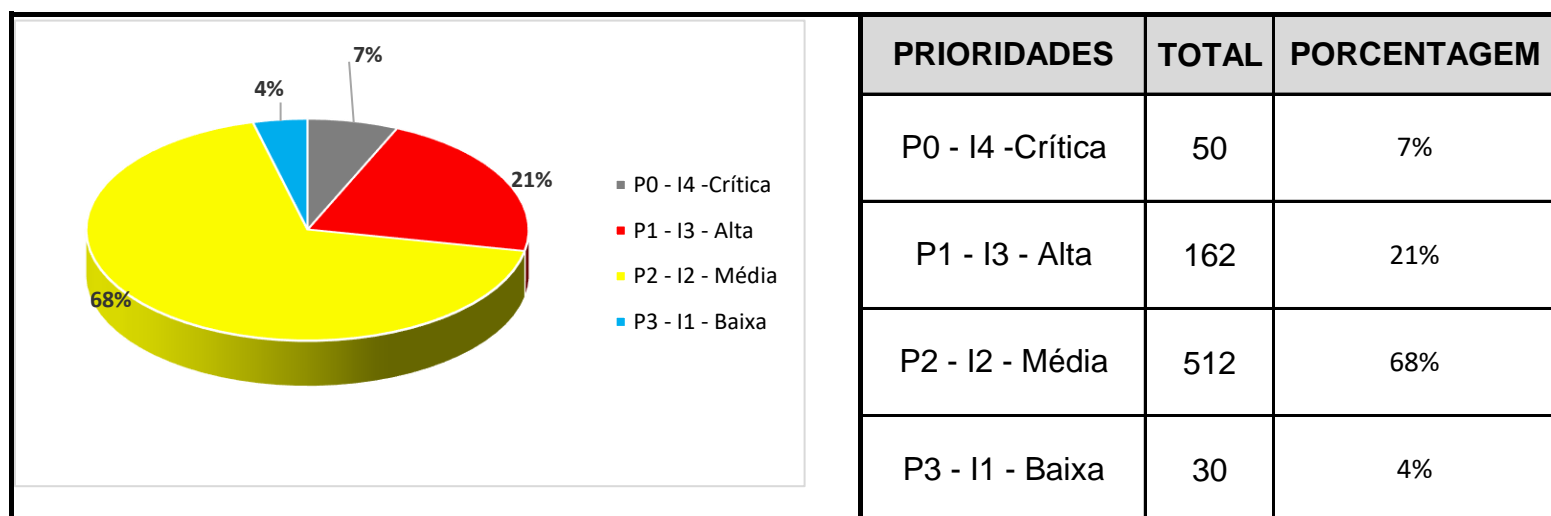 7%
4%
21%
68%
P0 - I4 -Crítica
P1 - I3 - Alta
P2 - I2 - Média
P3 - I1 - Baixa
PRIORIDADES TOTAL PORCENTAGEM
P0 - I4 -Crítica 50 7%
P1 - I3 - Alta 162 21%
P2 - I2 - Média 512 68%
P3 - I1 - Baixa 30 4%